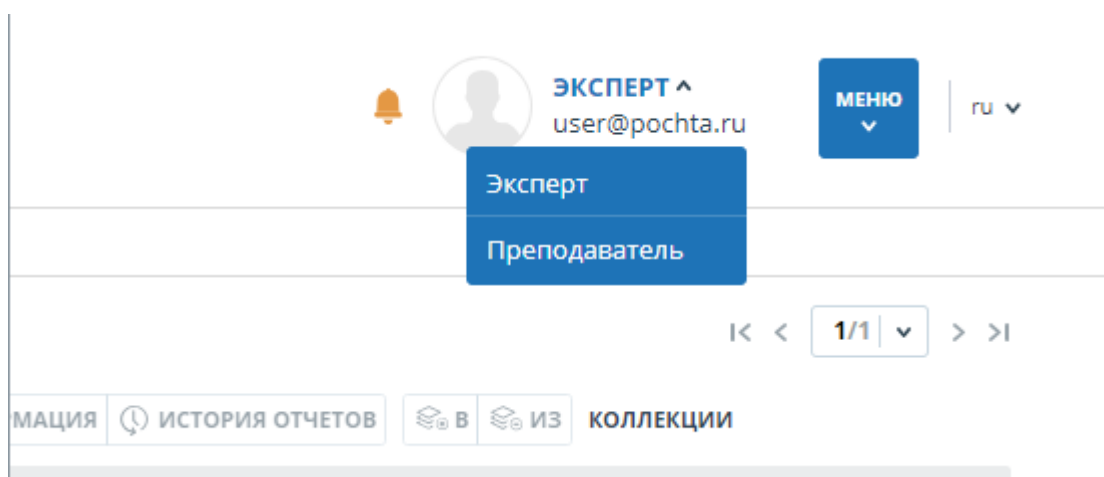 ЭКСПЕРТ
user@pochta.ru
МЕНЮ
ru
Эксперт
Преподаватель
1/1
МАЦИЯ
ИСТОРИЯ ОТЧЕТОВ
В
ИЗ
КОЛЛЕКЦИИ